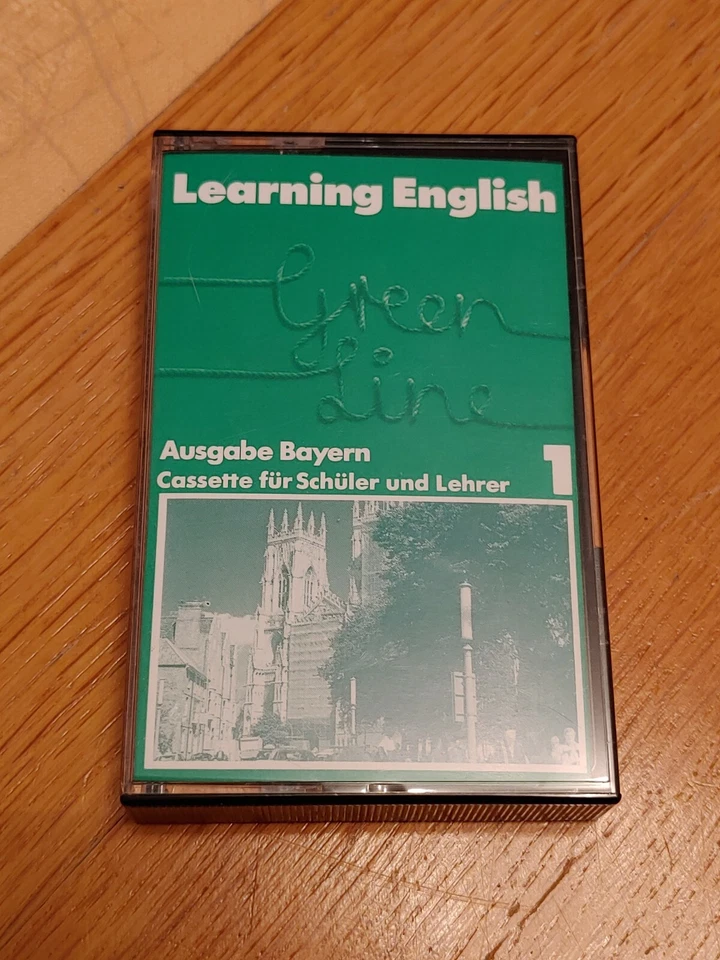 Learning English
Green
Line
Ausgabe Bayern
1
Cassette für Schüler und Lehrer